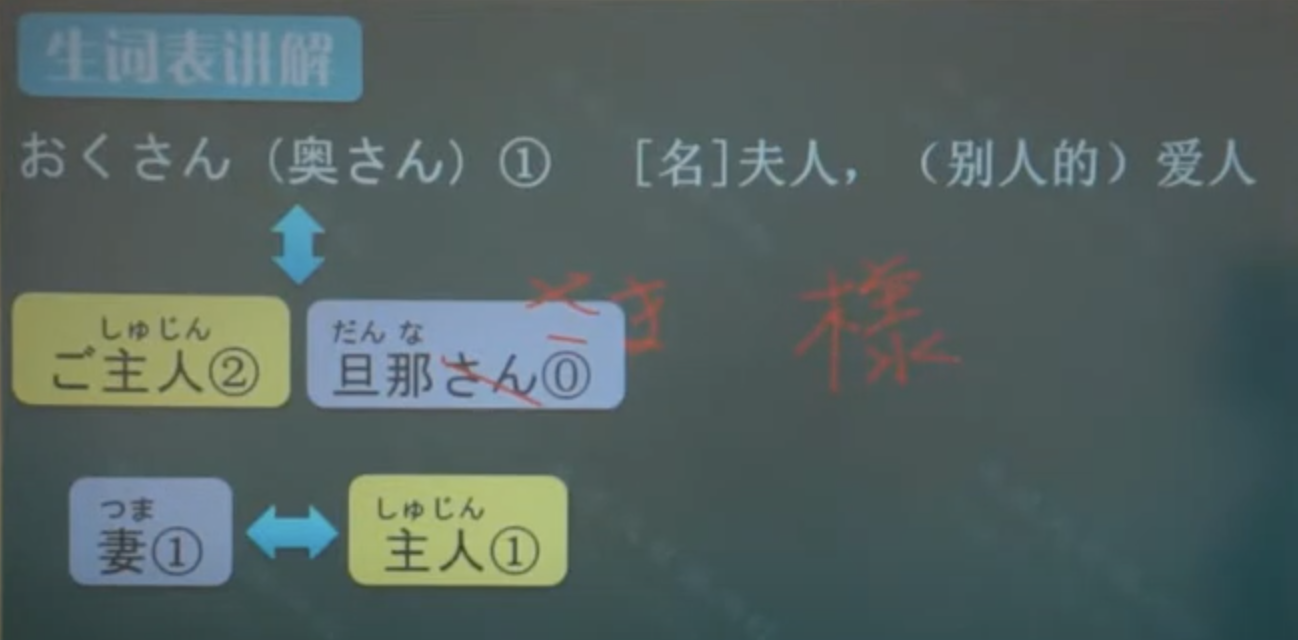 生词表讲解
おくさん（奥さん）① [名]夫人，（别人的）爱人
しゅじん
ご主人②
だんな
旦那さん⓪
様
つま
妻①
しゅじん
主人①